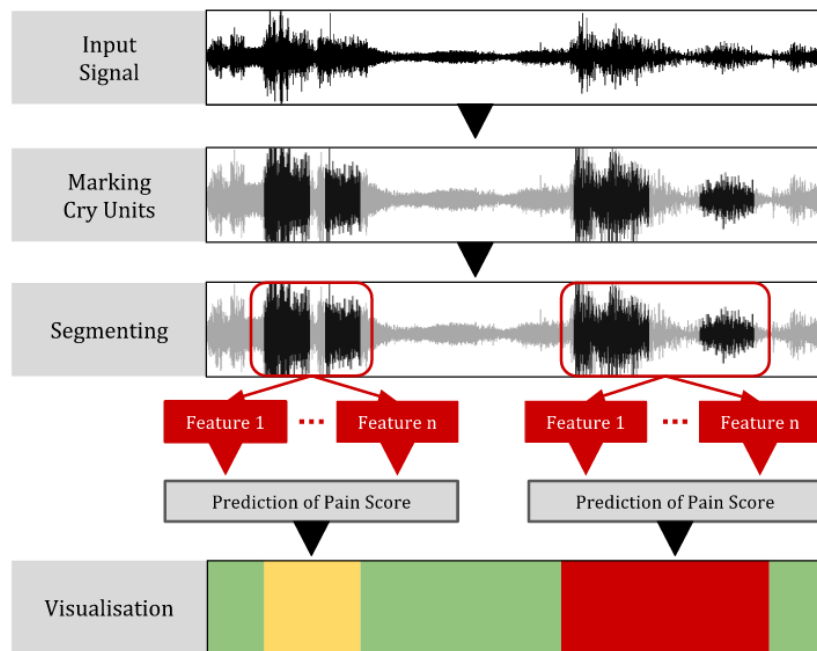 Input
Signal
Marking
Cry Units
Segmenting
Feature 1 ... Feature n Feature 1 ... Feature n
Prediction of Pain Score Prediction of Pain Score
Visualisation